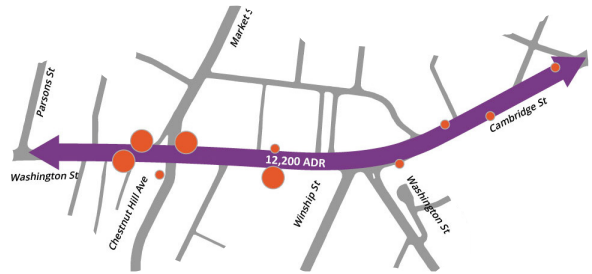 Market S
Parsons St
Cambridge St
12,200 ADR
Washington St
Chestnut Hill Ave
Winship St
Washington St